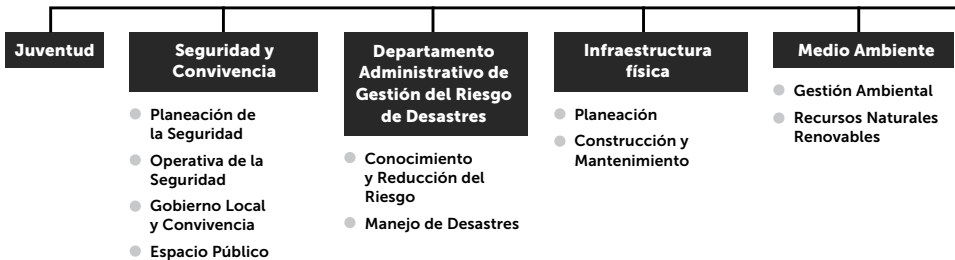 Juventud
Seguridad y
Convivencia
Planeación de
la Seguridad
Operativa de la
Seguridad
Gobierno Local
y Convivencia
Espacio Público
Departamento
Administrativo de
Gestión del Riesgo
de Desastres
Conocimiento
y Reducción del
Riesgo
Manejo de Desastres
Infraestructura
física
Planeación
Construcción y
Mantenimiento
Medio Ambiente
Gestión Ambiental
Recursos Naturales
Renovables